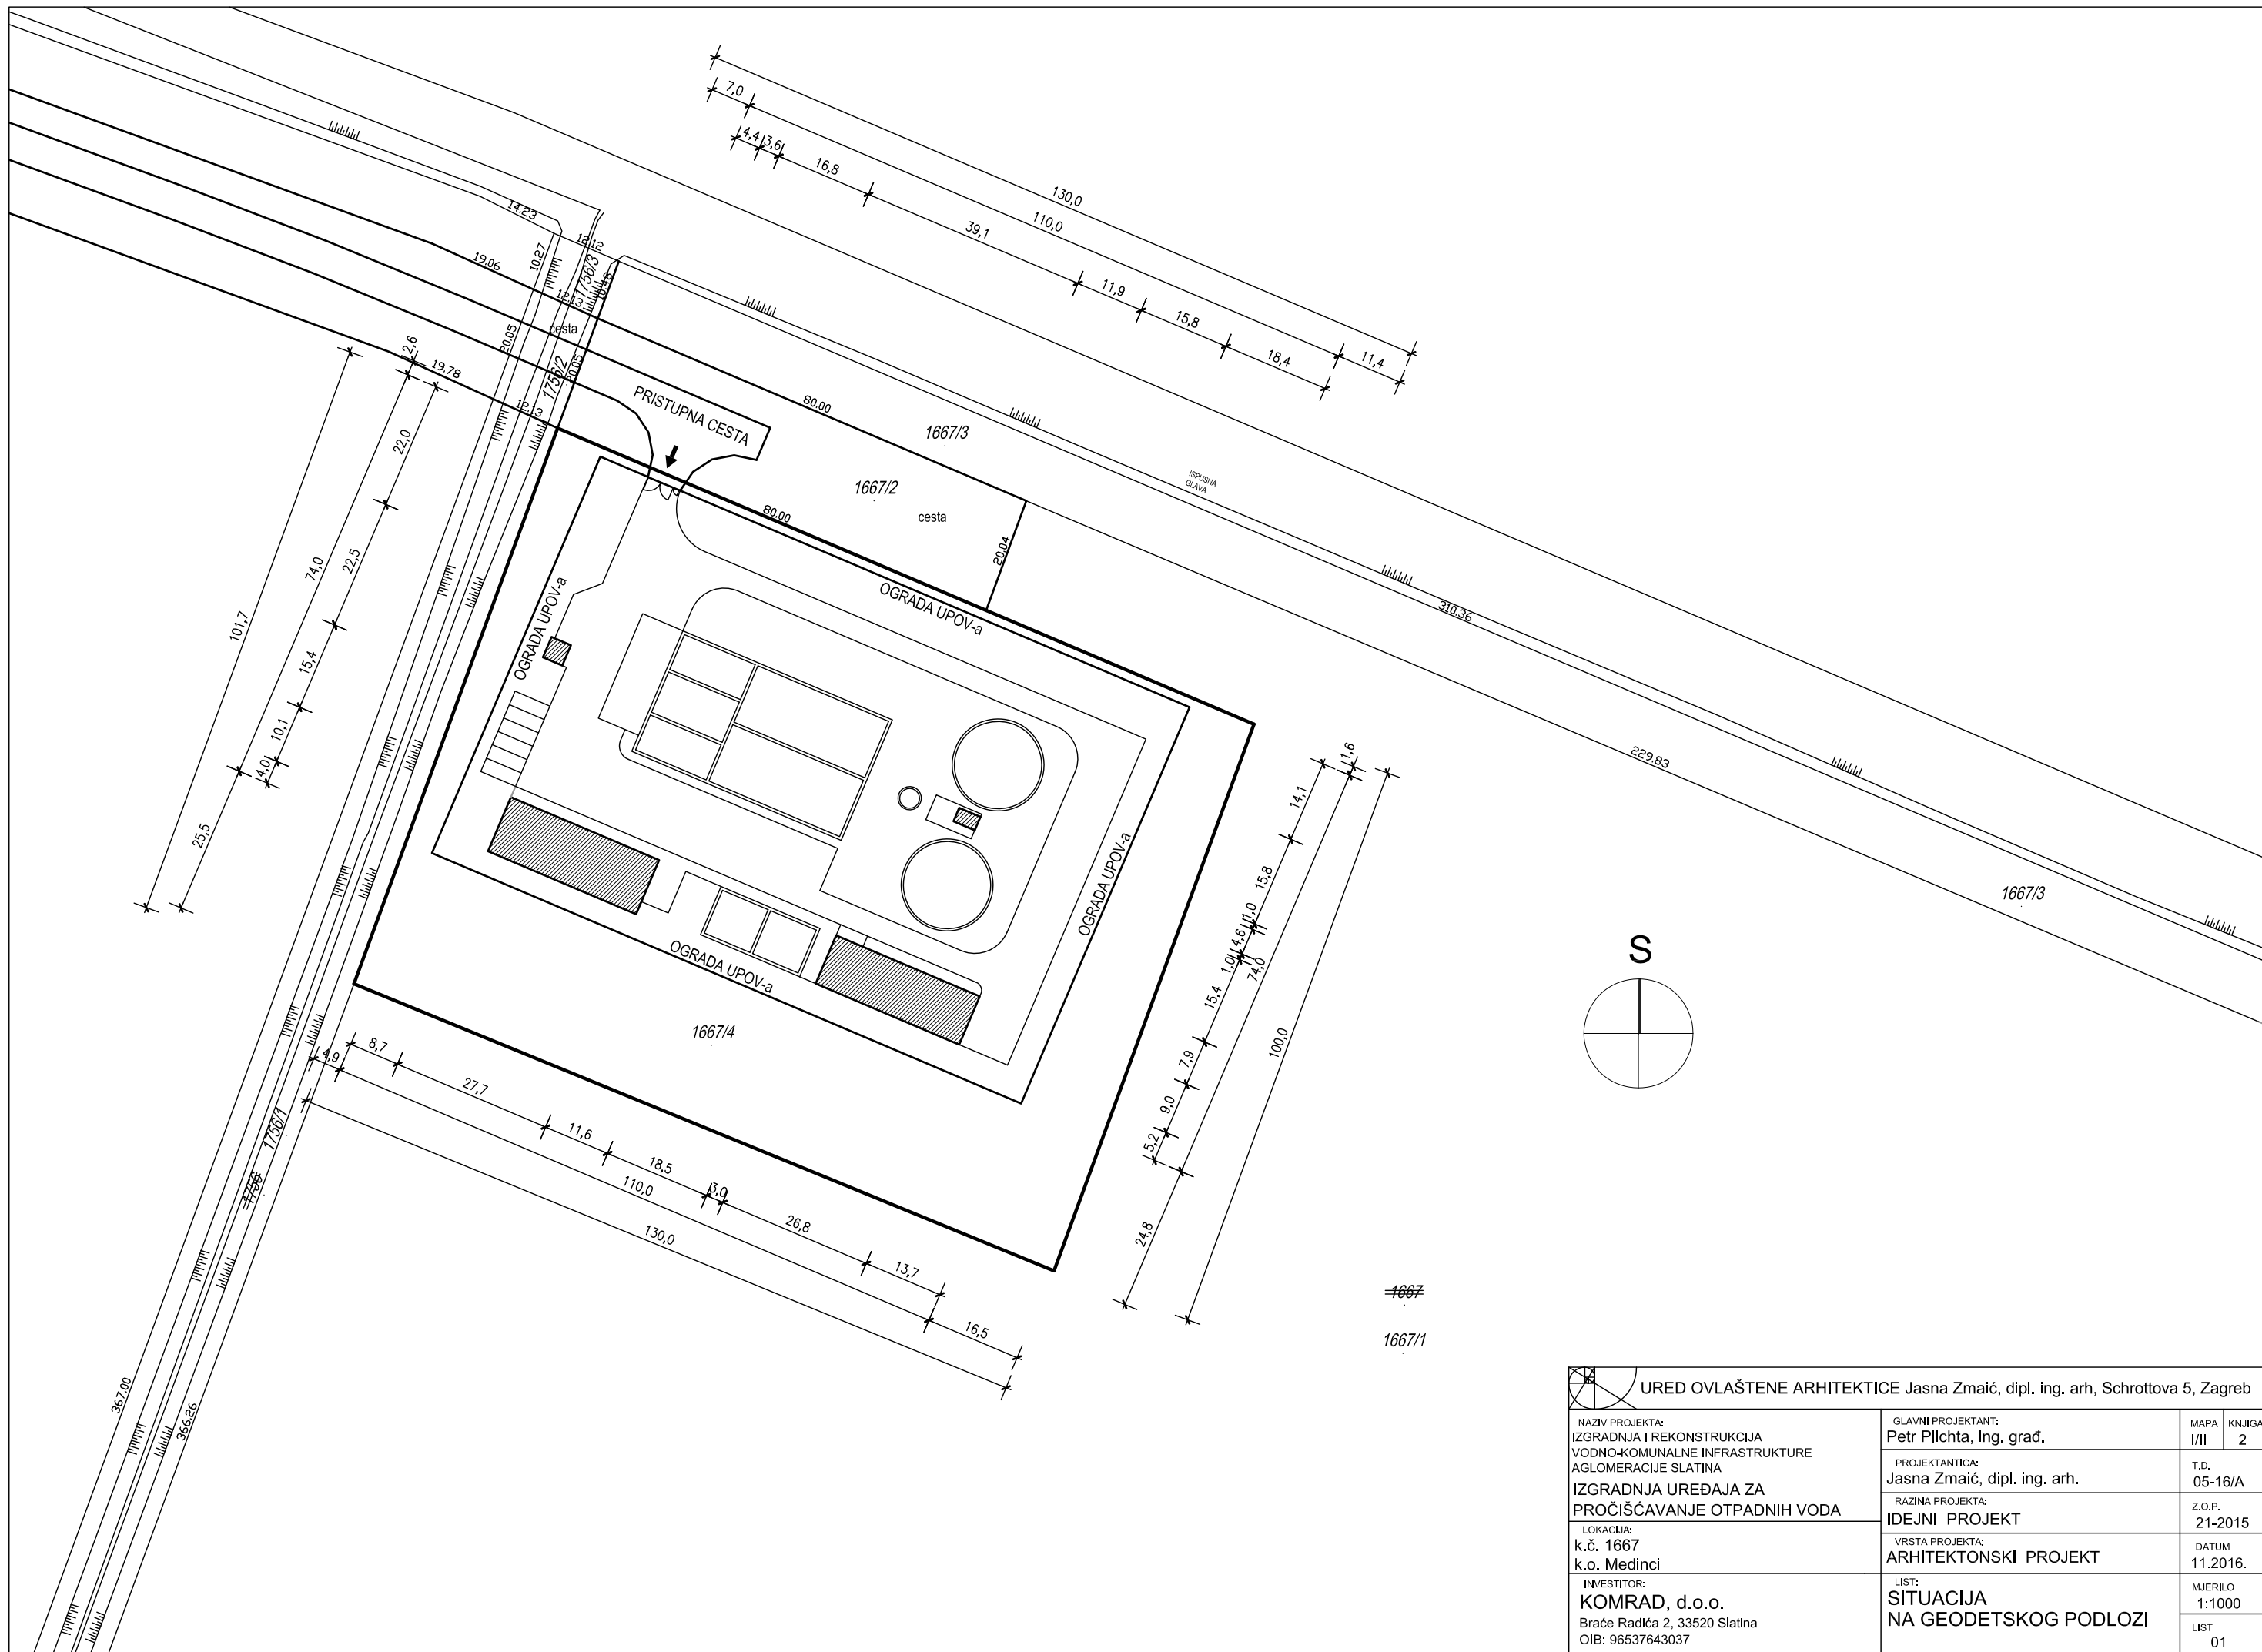 7,0
4,4
3,6
16,8
39,1
130,0
110,0
11,9
15,8
18,4
11,4
14.23
12.12
10.27
1756/3
10.48
19.06
12.13
cesta
20.05
1756/2
20.05
2,6
19.78
12.13
PRISTUPNA CESTA
80.00
1667/3
1667/2
cesta
80.00
20.04
ISPUSNA
GLAVA
310.36
229.83
1667/3
22,0
22,5
74,0
101,7
15,4
10,1
4,0
25,5
OGRADA UPOV-a
OGRADA UPOV-a
OGRADA UPOV-a
OGRADA UPOV-a
1,6
14,1
15,8
1,0
4,6
1,0
74,0
15,4
100,0
7,9
9,0
5,2
24,8
S
1667/4
4,9
8,7
27,7
11,6
18,5
3,0
110,0
26,8
130,0
13,7
16,5
1756/1
1756
367.00
366.26
1667
1667/1
URED OVLAŠTENE ARHITEKTICE Jasna Zmaić, dipl. ing. arh, Schrottova 5, Zagreb
NAZIV PROJEKTA:
IZGRADNJA I REKONSTRUKCIJA
VODNO-KOMUNALNE INFRASTRUKTURE
AGLOMERACIJE SLATINA
IZGRADNJA UREĐAJA ZA
PROČIŠĆAVANJE OTPADNIH VODA
LOKACIJA:
k.č. 1667
k.o. Medinci
INVESTITOR:
KOMRAD, d.o.o.
Braće Radića 2, 33520 Slatina
OIB: 96537643037
GLAVNI PROJEKTANT:
Petr Plichta, ing. građ.
PROJEKTANTICA:
Jasna Zmaić, dipl. ing. arh.
RAZINA PROJEKTA:
IDEJNI PROJEKT
VRSTA PROJEKTA:
ARHITEKTONSKI PROJEKT
LIST:
SITUACIJA
NA GEODETSKOG PODLOZI
MAPA
I/II
KNJIGA
2
T.D.
05-16/A
Z.O.P.
21-2015
DATUM
11.2016.
MJERILO
1:1000
LIST
01